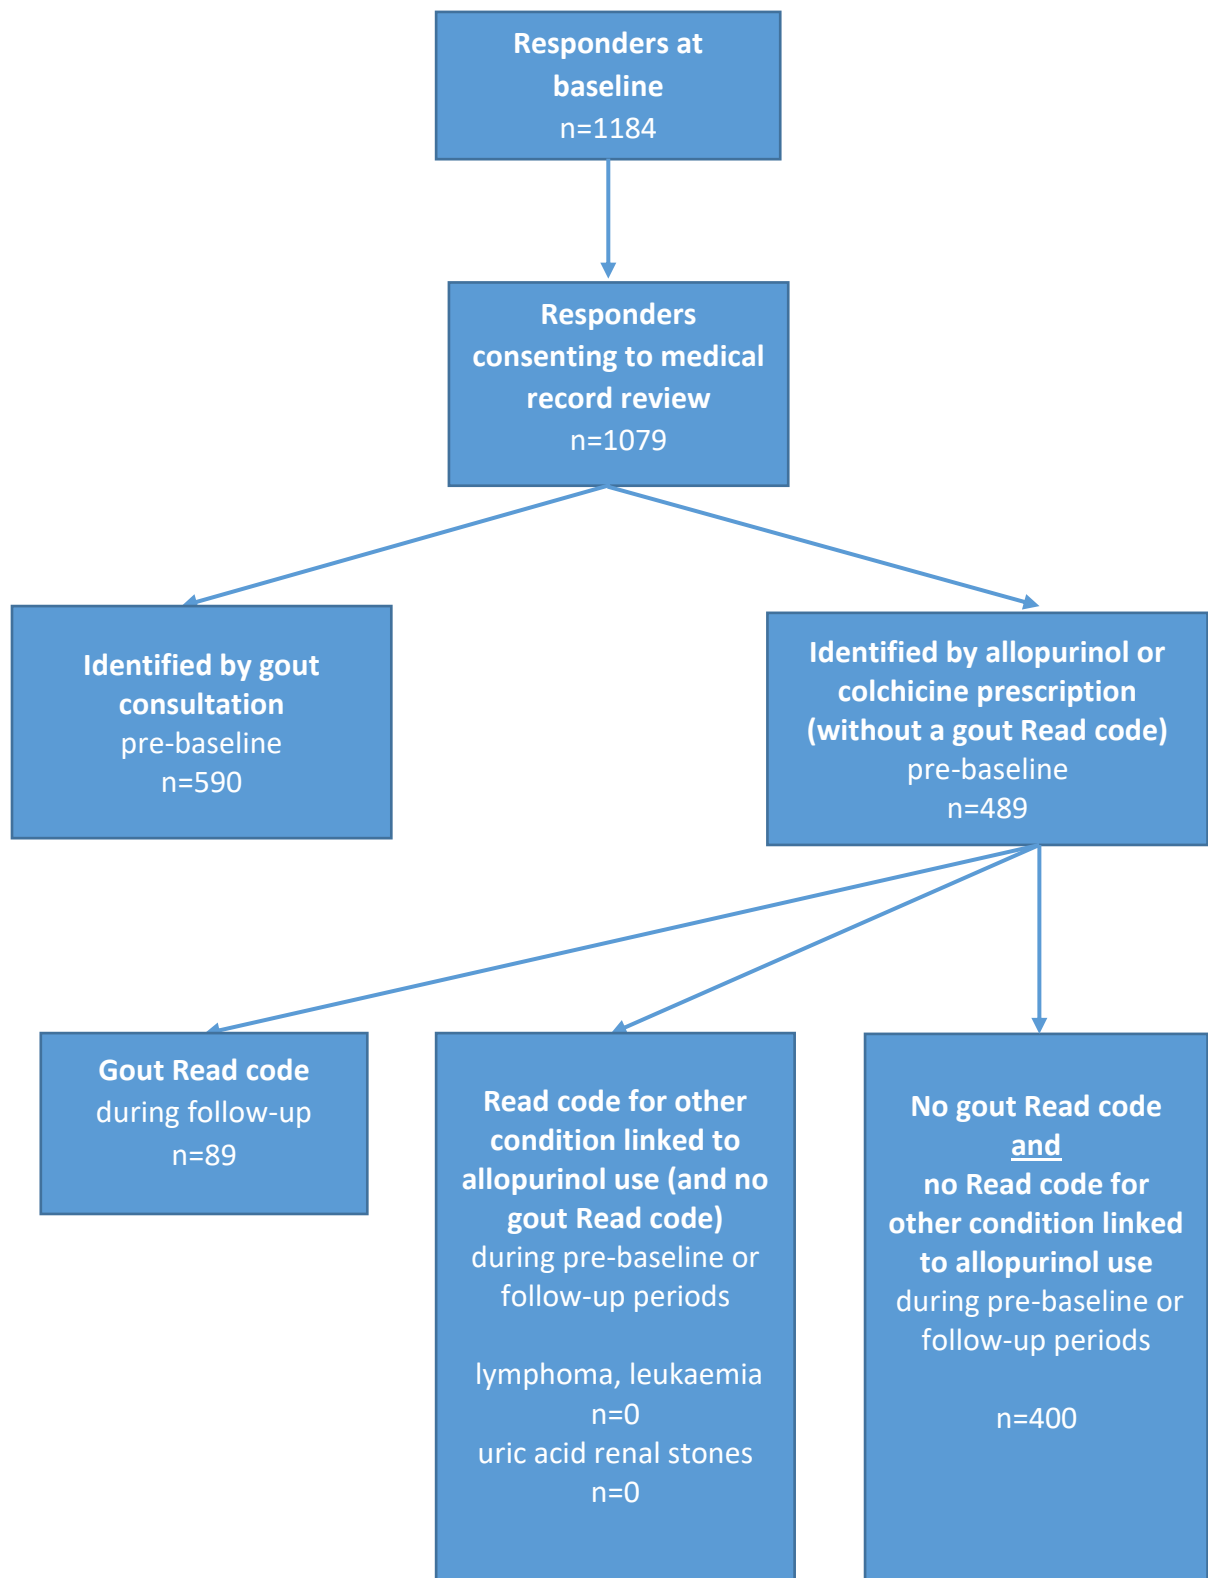 Responders at
baseline
n=1184
Responders
consenting to medical
record review
n=1079
Identified by gout
consultation
pre-baseline
n=590
Identified by allopurinol or
colchicine prescription
(without a gout Read code)
pre-baseline
n=489
Gout Read code
during follow-up
n=89
Read code for other
condition linked to
allopurinol use (and no
gout Read code)
during pre-baseline or
follow-up periods
lymphoma, leukaemia
n=0
uric acid renal stones
n=0
No gout Read code
and
no Read code for
other condition linked
to allopurinol use
during pre-baseline or
follow-up periods
n=400